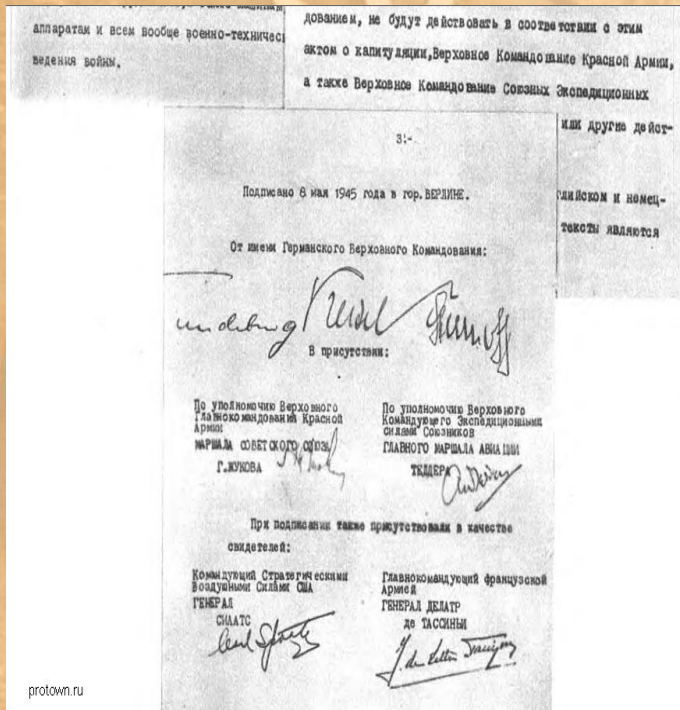 аппаратам и всем вообще военно-техничес
ведения войны.
дованием, не будут действовать в соответствии с этим
актом о капитуляции, Верховное Командование Красной Армии,
а также Верховное Командование Союзных Экспедиционных
или другие дейст-
глийском и немец-
тексты являются
3:-
Подписано 8 мая 1945 года в гор. БЕРЛИНЕ.
От имени Германского Верховного Командования:
В присутствии:
По уполномочию Верховного
Главнокомандования Красной
Армии
МАРШАЛА СОВЕТСКОГО СОЮЗА
Г. ЖУКОВА
По уполномочию Верховного
Командующего Экспедиционными
силами Союзников
ГЛАВНОГО МАРШАЛА АВИАЦИИ
ТЕДДЕРА
При подписании также присутствовали в качестве
свидетелей:
Командующий Стратегическими
Воздушными Силами США
ГЕНЕРАЛ
СПАATC
Главнокомандующий французской
Армией
ГЕНЕРАЛ ДЕЛАТР
де ТАССИНЬИ
protown.ru